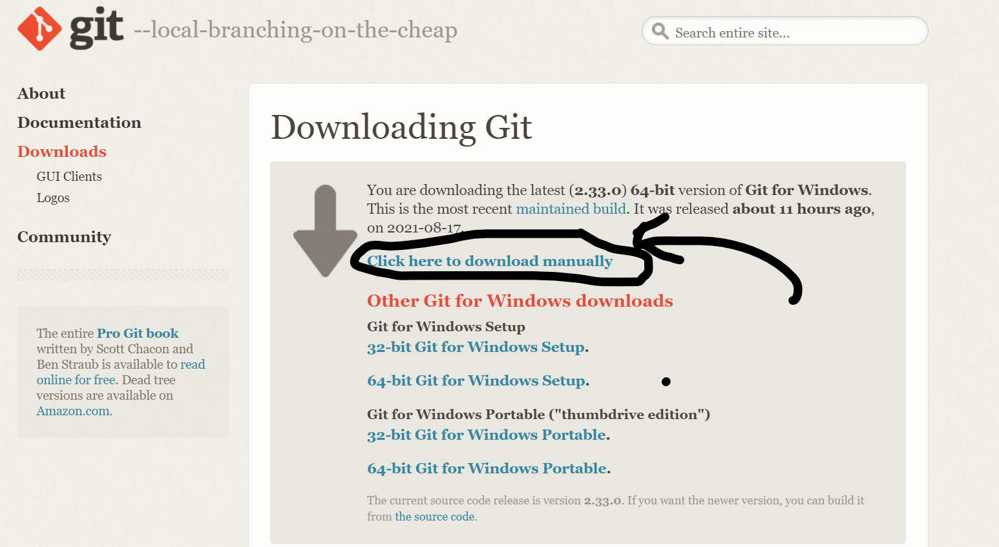 git --local-branching-on-the-cheap
Search entire site...
About
Documentation
Downloads
GUI Clients
Logos
Community
The entire Pro Git book
written by Scott Chacon and
Ben Straub is available to read
online for free. Dead tree
versions are available on
Amazon.com.
Downloading Git
You are downloading the latest (2.33.0) 64-bit version of Git for Windows.
This is the most recent maintained build. It was released about 11 hours ago,
on 2021-08-17.
Click here to download manually
Other Git for Windows downloads
Git for Windows Setup
32-bit Git for Windows Setup.
64-bit Git for Windows Setup.
Git for Windows Portable ("thumbdrive edition")
32-bit Git for Windows Portable.
64-bit Git for Windows Portable.
The current source code release is version 2.33.0. If you want the newer version, you can build it
from the source code.